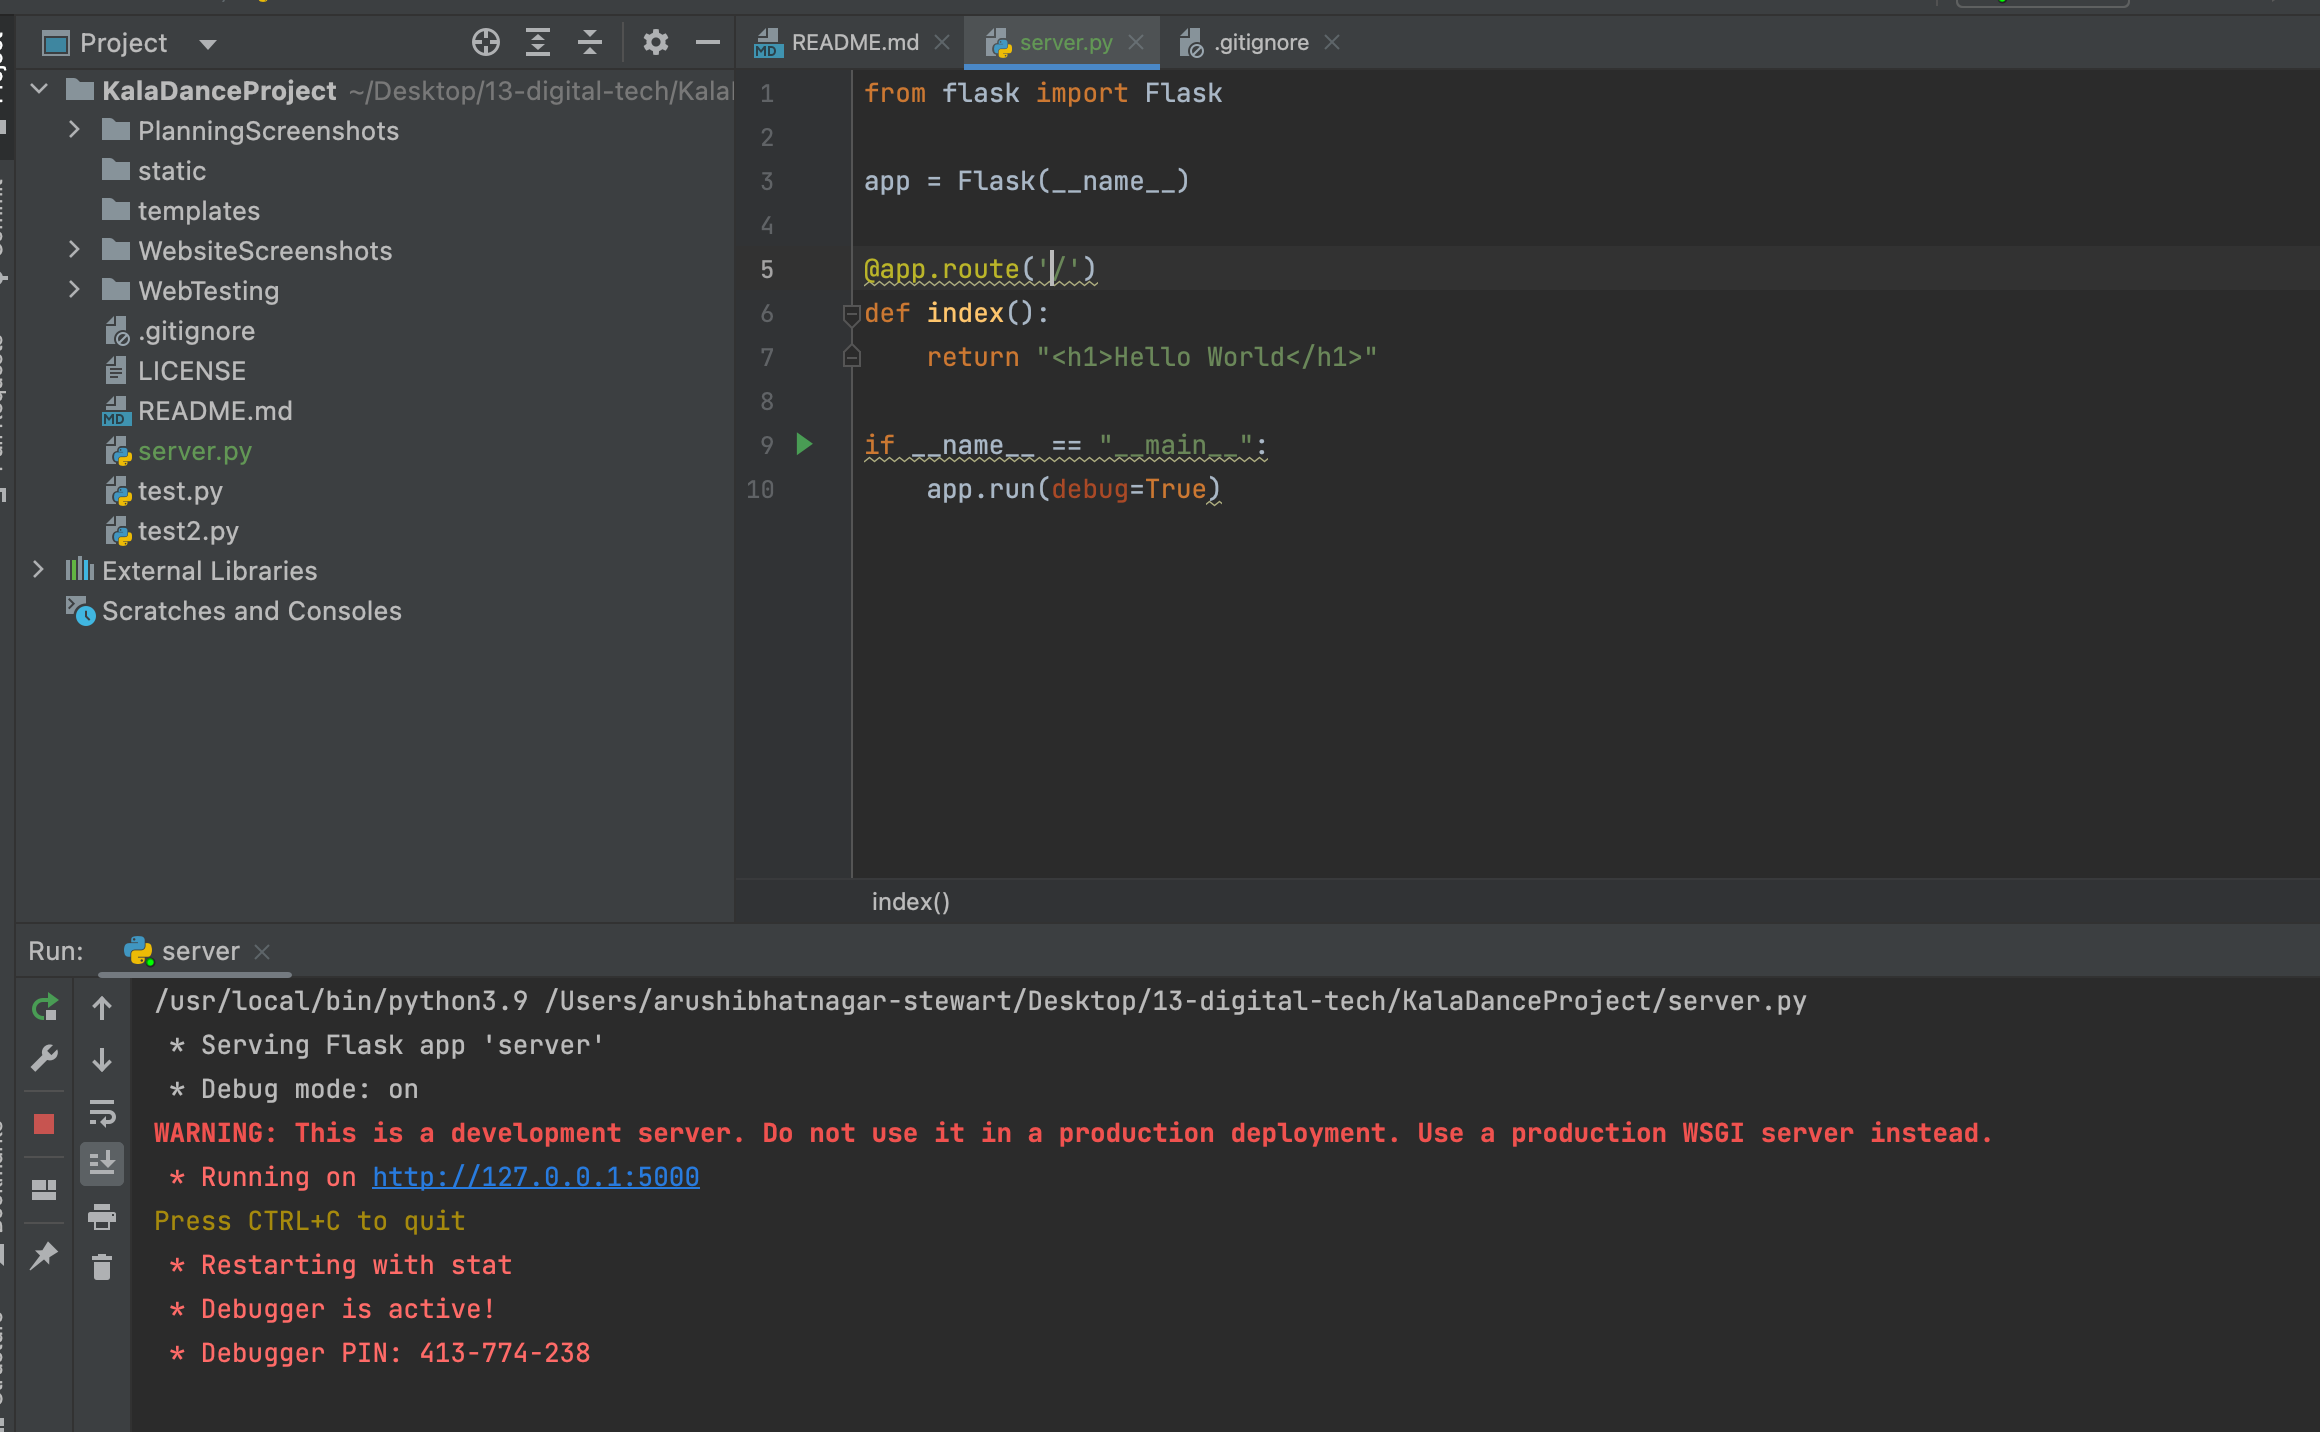 Project
README.md
server.py
.gitignore
KalaDanceProject ~/Desktop/13-digital-tech/Kala
PlanningScreenshots
static
templates
WebsiteScreenshots
WebTesting
.gitignore
LICENSE
README.md
server.py
test.py
test2.py
External Libraries
Scratches and Consoles
1 from flask import Flask
2
3 app = Flask(__name__)
4
5 @app.route('/')
6 def index():
7 return "<h1>Hello World</h1>"
8
9 if __name__ == "__main__":
10 app.run(debug=True)
index()
Run: server
/usr/local/bin/python3.9 /Users/arushibhatnagar-stewart/Desktop/13-digital-tech/KalaDanceProject/server.py
* Serving Flask app 'server'
* Debug mode: on
WARNING: This is a development server. Do not use it in a production deployment. Use a production WSGI server instead.
* Running on http://127.0.0.1:5000
Press CTRL+C to quit
* Restarting with stat
* Debugger is active!
* Debugger PIN: 413-774-238